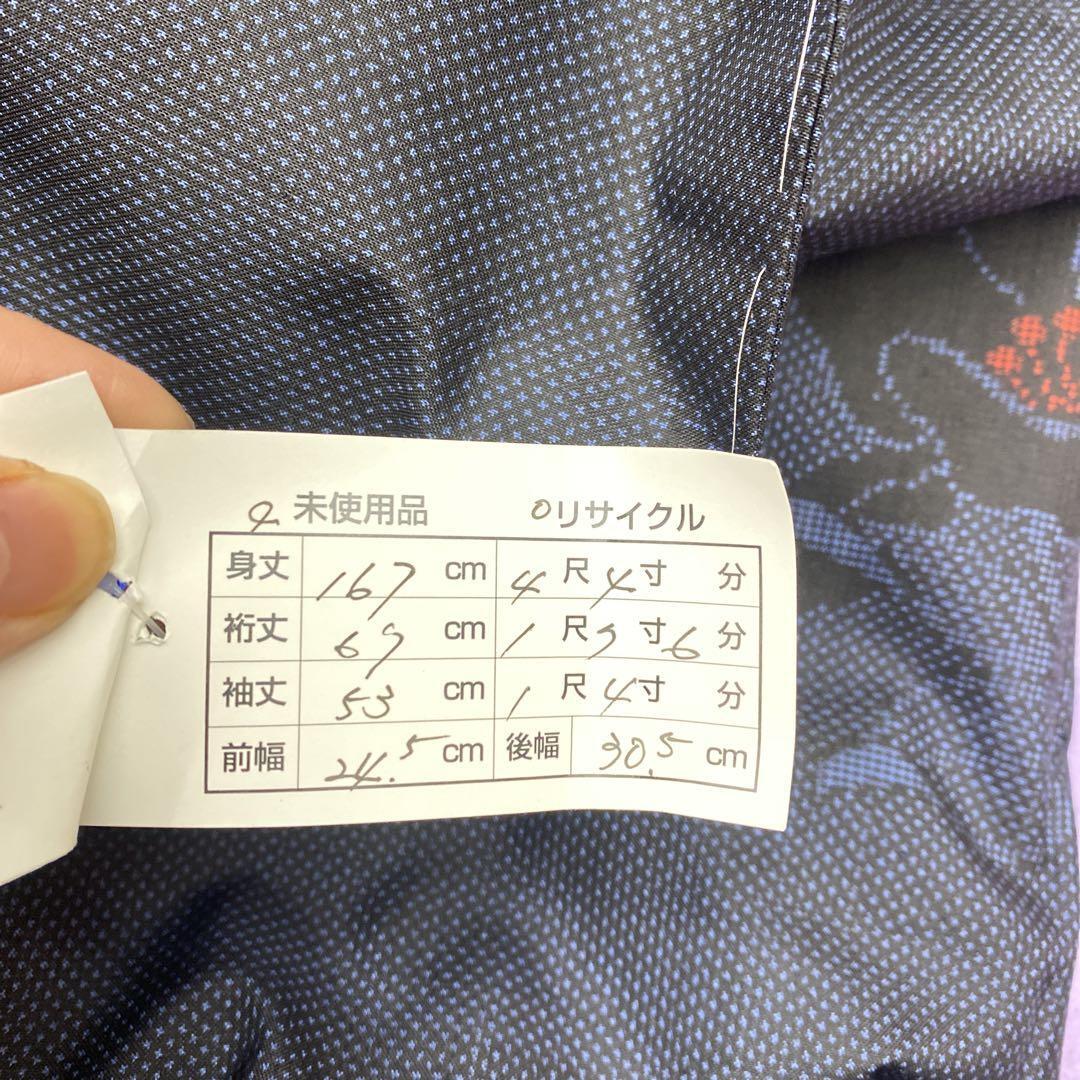 未使用品 ○リサイクル
身丈 167 cm 4尺4寸 分
裄丈 69 cm 1尺 寸6分
袖丈 53 cm 1尺4寸 分
前幅 24.5 cm 後幅 30.5 cm